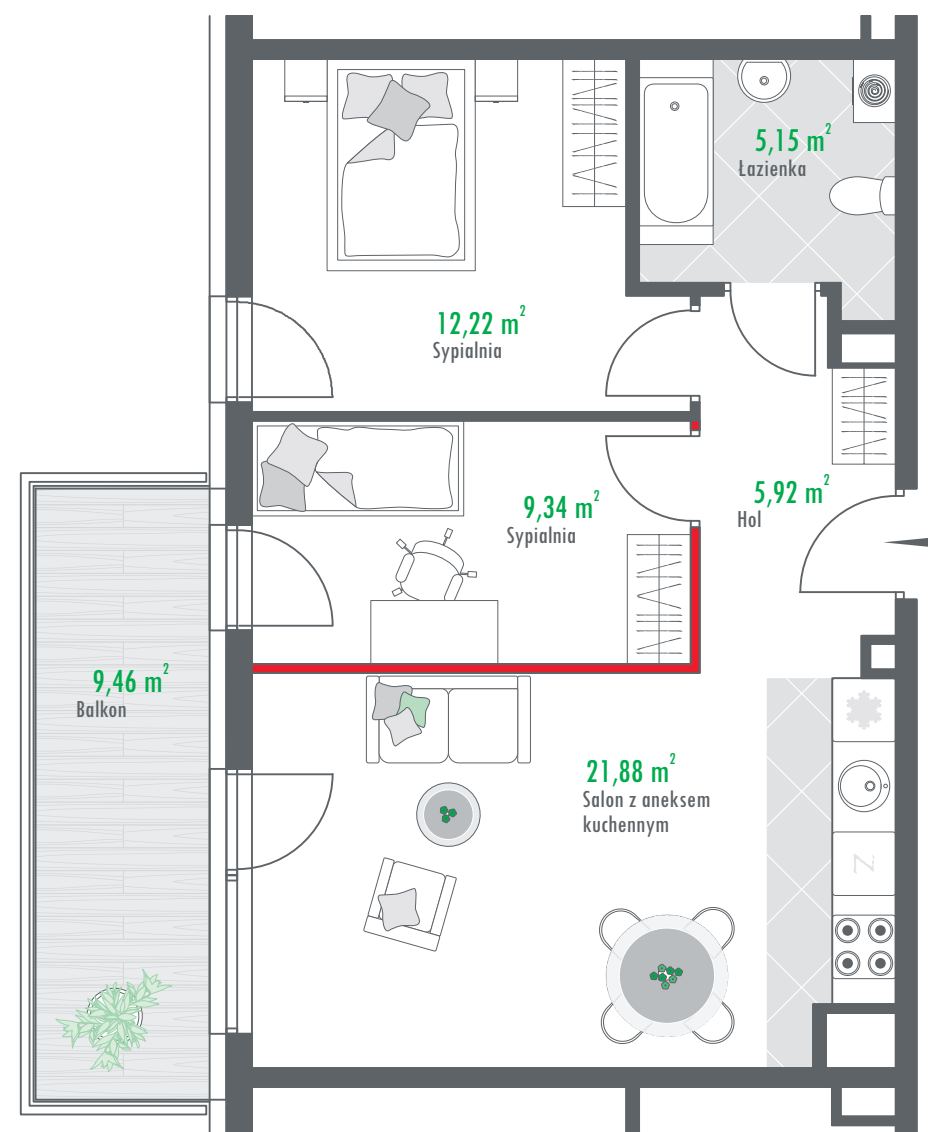 5,15 m²
Łazienka
12,22 m²
Sypialnia
9,34 m²
Sypialnia
5,92 m²
Hol
9,46 m²
Balkon
21,88 m²
Salon z aneksem
kuchennym
Z